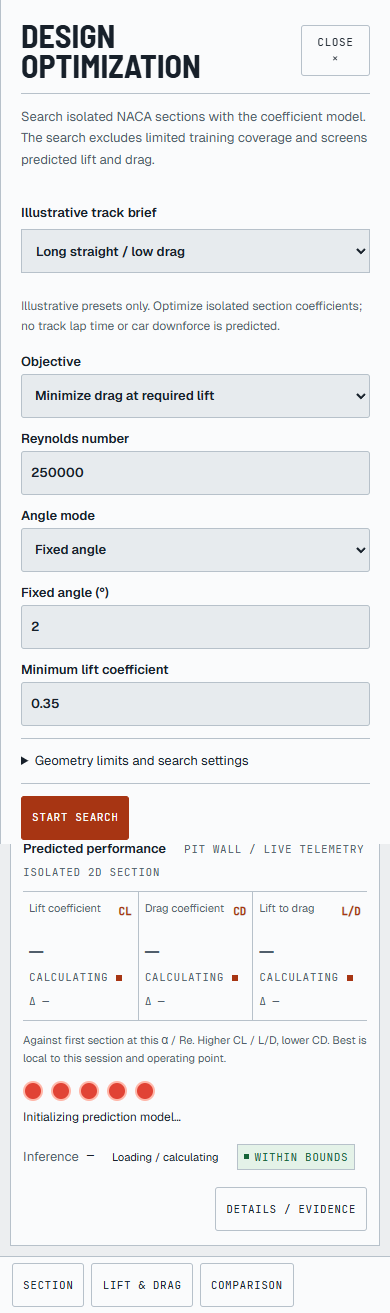 DESIGN
OPTIMIZATION
CLOSE
×
Search isolated NACA sections with the coefficient model.
The search excludes limited training coverage and screens
predicted lift and drag.
Illustrative track brief
Long straight / low drag
Illustrative presets only. Optimize isolated section coefficients;
no track lap time or car downforce is predicted.
Objective
Minimize drag at required lift
Reynolds number
250000
Angle mode
Fixed angle
Fixed angle (°)
2
Minimum lift coefficient
0.35
Geometry limits and search settings
START SEARCH
Predicted performance PIT WALL / LIVE TELEMETRY
ISOLATED 2D SECTION
Lift coefficient CL Drag coefficient CD Lift to drag L/D
— — —
CALCULATING CALCULATING CALCULATING
Δ — Δ — Δ —
Against first section at this α / Re. Higher CL / L/D, lower CD. Best is
local to this session and operating point.
Initializing prediction model…
Inference — Loading / calculating WITHIN BOUNDS
DETAILS / EVIDENCE
SECTION LIFT & DRAG COMPARISON